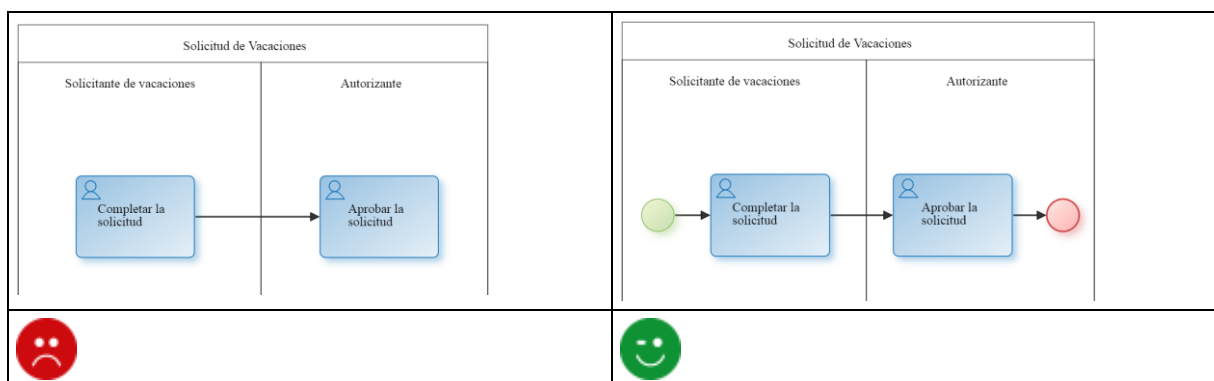 Solicitud de Vacaciones
Solicitante de vacaciones
Autorizante
Completar la
solicitud
Aprobar la
solicitud
Solicitud de Vacaciones
Solicitante de vacaciones
Autorizante
Completar la
solicitud
Aprobar la
solicitud